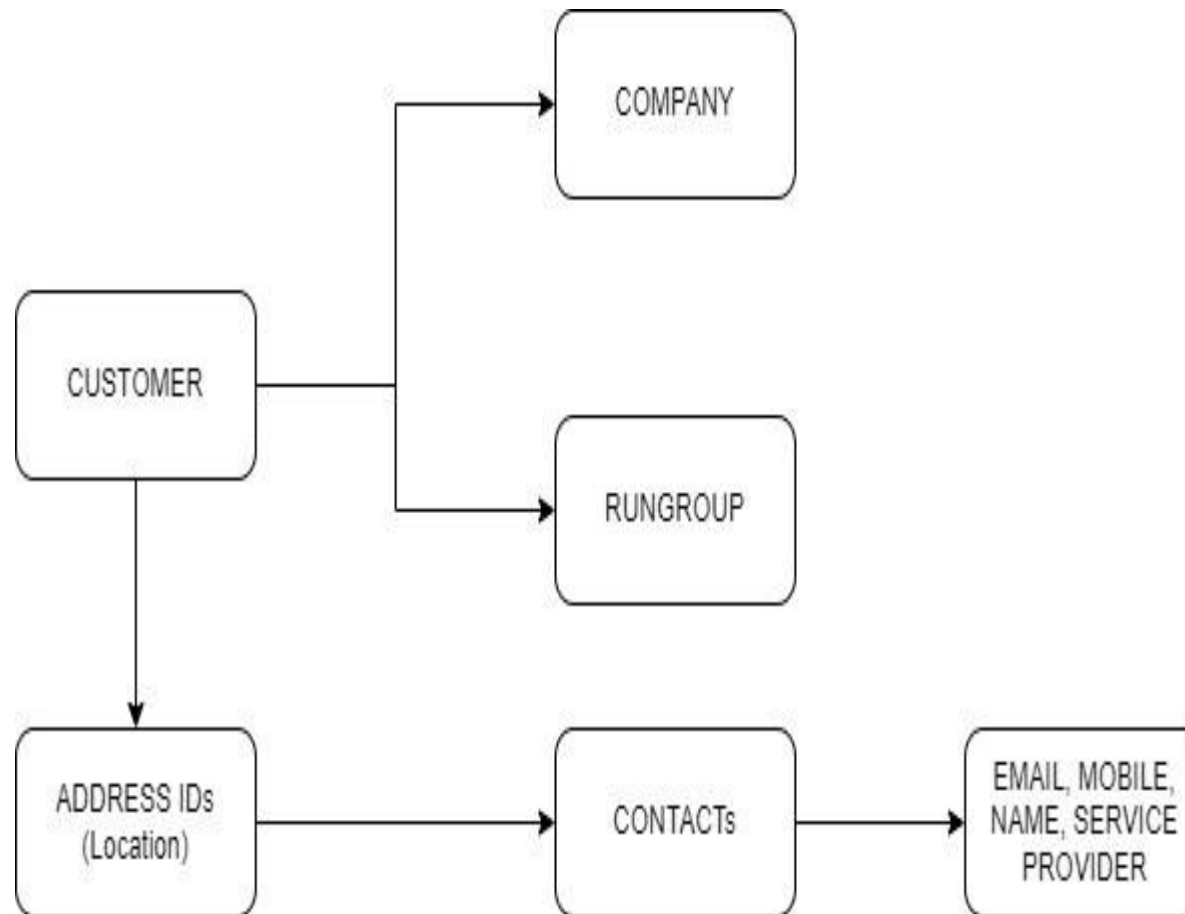 COMPANY
CUSTOMER
RUNGROUP
ADDRESS IDs
(Location)
CONTACTs
EMAIL, MOBILE,
NAME, SERVICE
PROVIDER